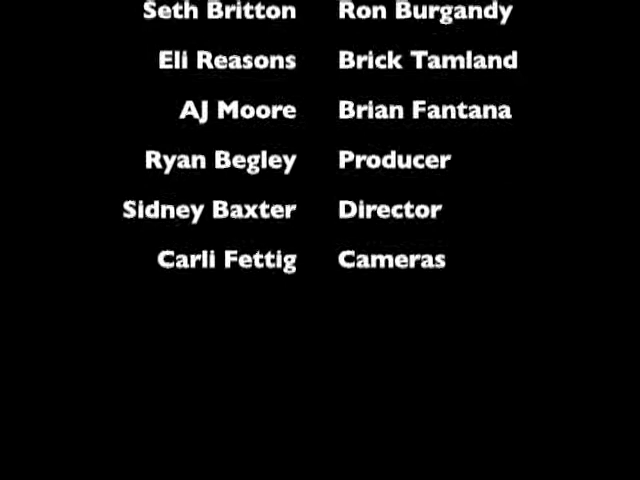 Seth Britton Ron Burgandy
Eli Reasons Brick Tamland
AJ Moore Brian Fantana
Ryan Begley Producer
Sidney Baxter Director
Carli Fettig Cameras